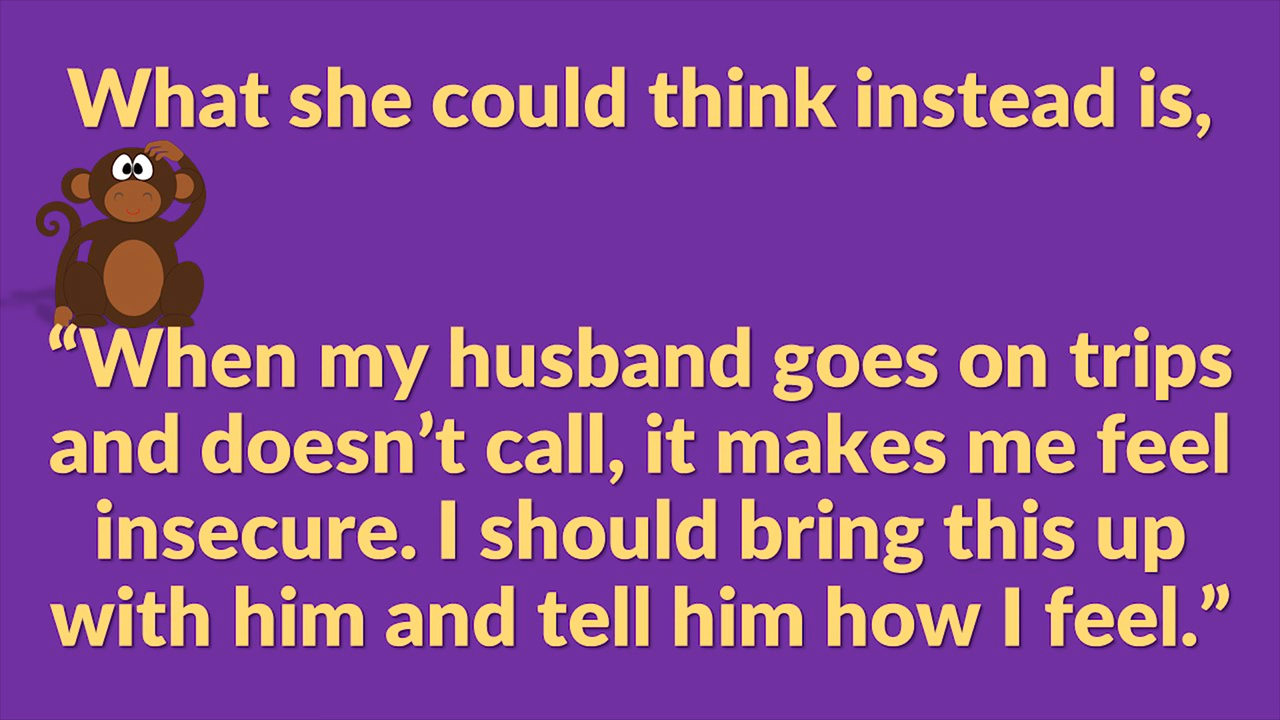 What she could think instead is,
“When my husband goes on trips
and doesn’t call, it makes me feel
insecure. I should bring this up
with him and tell him how I feel.”